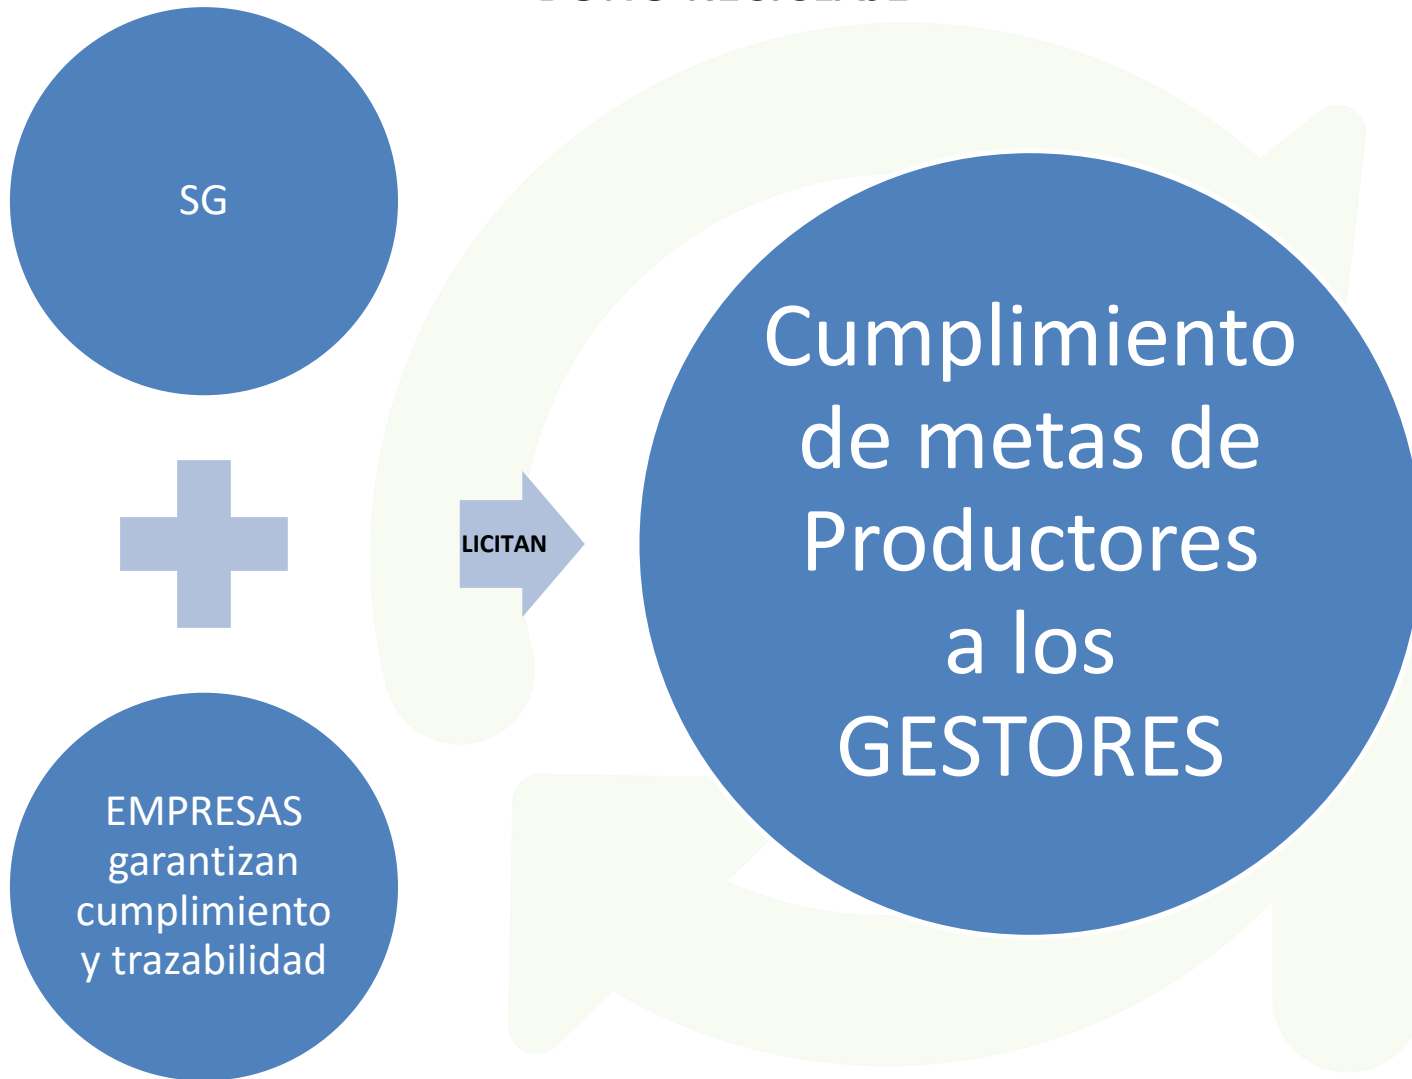 SG
LICITAN
EMPRESAS
garantizan
cumplimiento
y trazabilidad
Cumplimiento
de metas de
Productores
a los
GESTORES